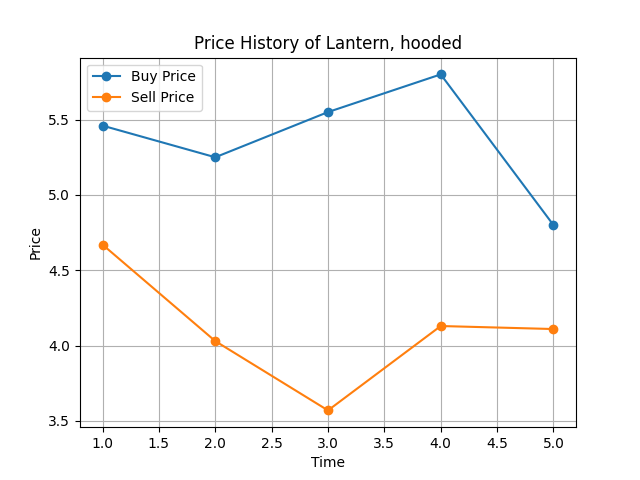 Price History of Lantern, hooded
Buy Price
Sell Price
Price
5.5
5.0
4.5
4.0
3.5
1.0 1.5 2.0 2.5 3.0 3.5 4.0 4.5 5.0
Time